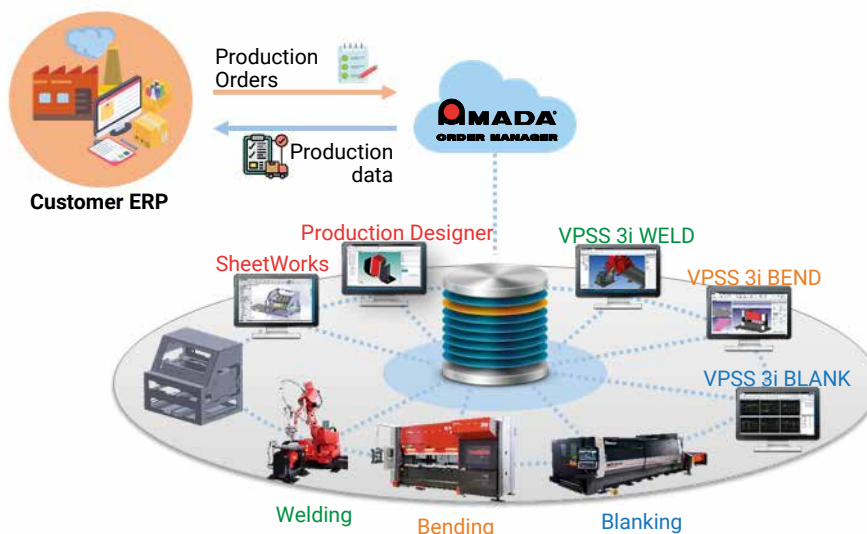 Production
Orders
AMADA®
ORDER MANAGER
Production
data
Customer ERP
Production Designer
VPSS 3i WELD
SheetWorks
VPSS 3i BEND
VPSS 3i BLANK
Welding
Bending
Blanking